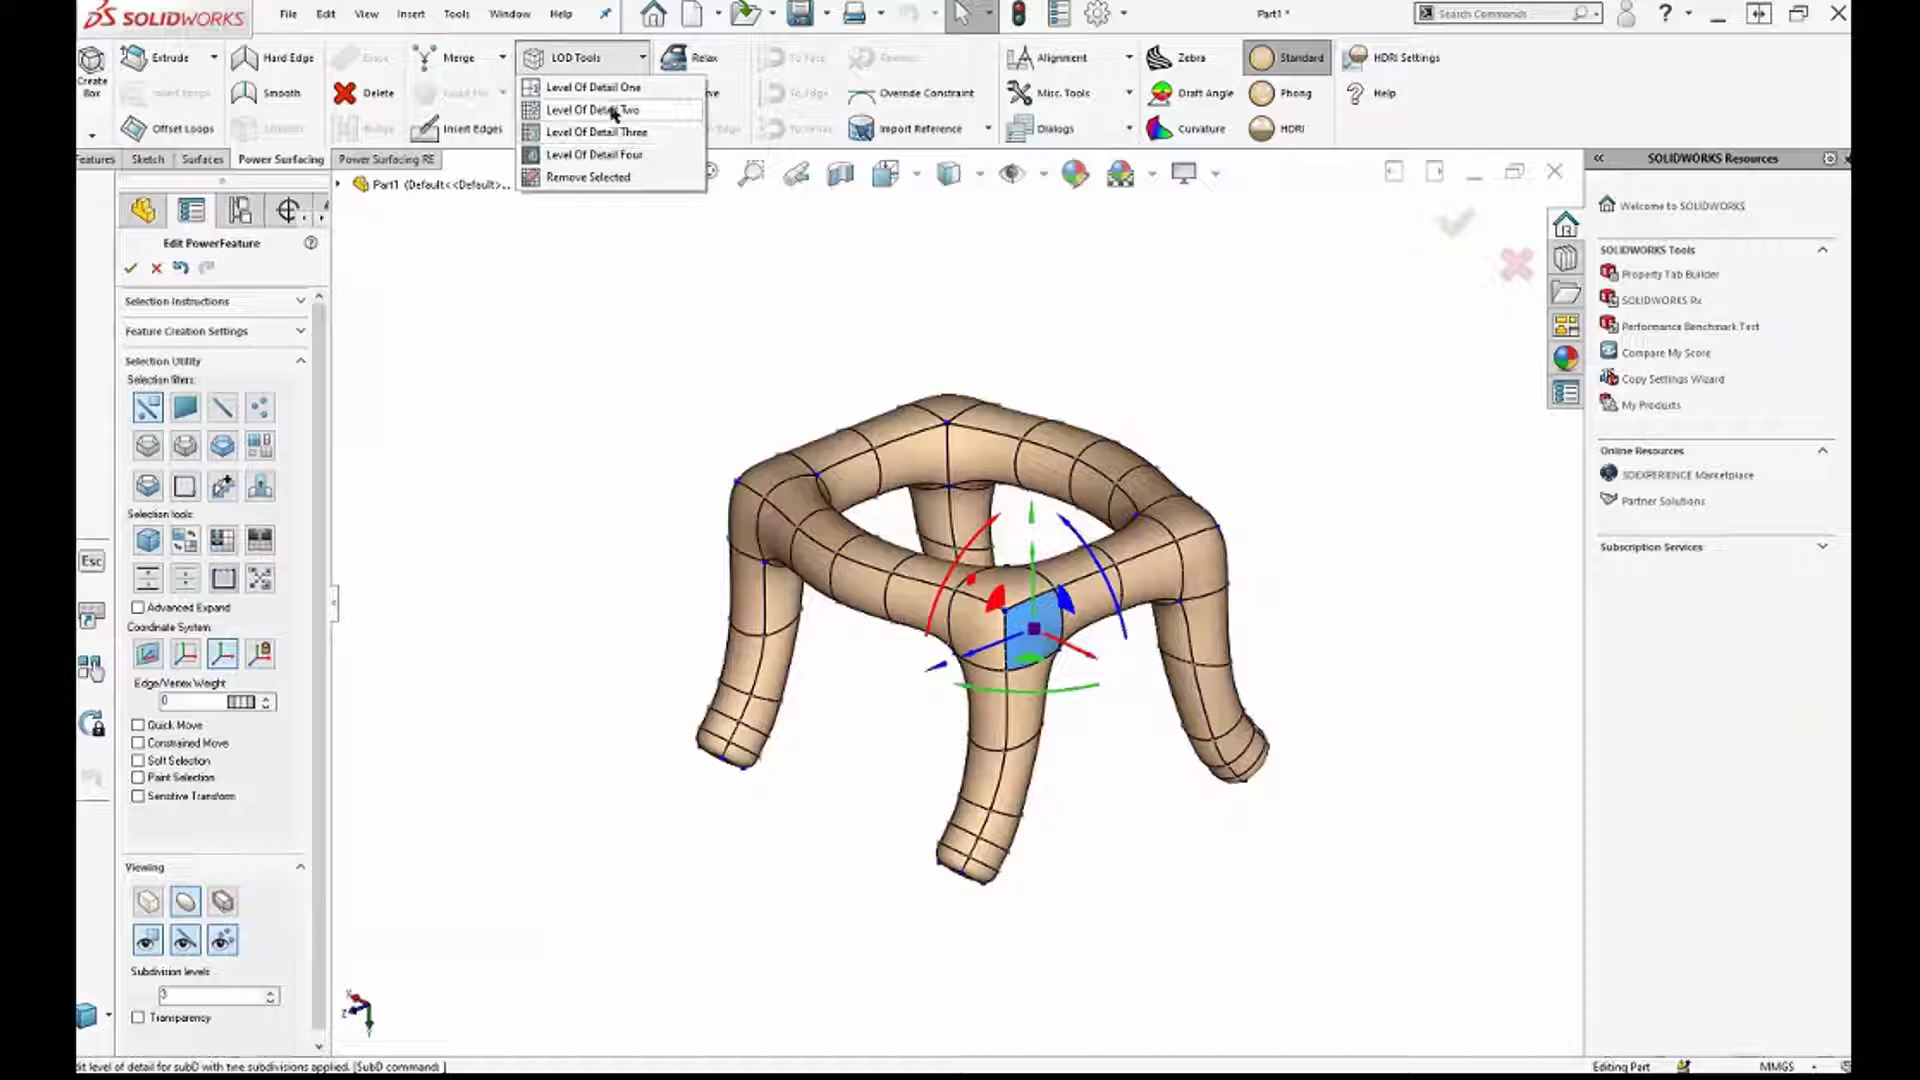 SOLIDWORKS File Edit View Insert Tools Window Help Part1 * Search Commands ?
Create Box Extrude Hard Edge Merge LOD Tools Relax Alignment Zebra Standard HDRI Settings
Smooth Delete Override Constraint Misc. Tools Draft Angle Phong Help
Offset Loops Insert Edges Import Reference Dialogs Curvature HDRI
Level Of Detail One
Level Of Detail Two
Level Of Detail Three
Level Of Detail Four
Remove Selected
Features Sketch Surfaces Power Surfacing Power Surfacing RE
Part1 (Default<<Default>...
Edit PowerFeature
Selection Instructions
Feature Creation Settings
Selection Utility
Selection filters:
Selection tools:
Advanced Expand
Coordinate System:
Edge/Vertex Weight
0
Quick Move
Constrained Move
Soft Selection
Paint Selection
Sensitive Transform
Viewing
Subdivision levels
3
Transparency
Esc
X
Z
Y
SOLIDWORKS Resources
Welcome to SOLIDWORKS
SOLIDWORKS Tools
Property Tab Builder
SOLIDWORKS Rx
Performance Benchmark Test
Compare My Score
Copy Settings Wizard
My Products
Online Resources
3DEXPERIENCE Marketplace
Partner Solutions
Subscription Services
level of detail for subD with two subdivisions applied. [SubD command]
Editing Part MMGS